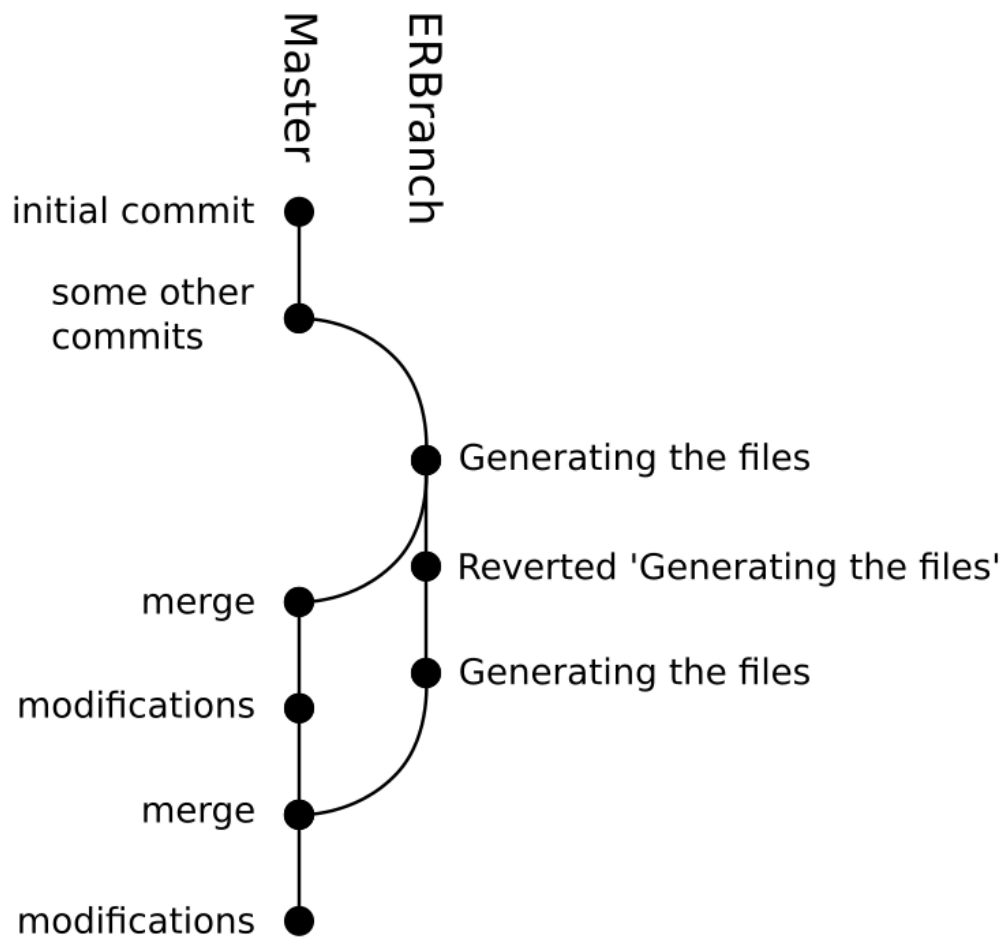 Master
ERBranch
initial commit
some other
commits
Generating the files
Reverted 'Generating the files'
merge
Generating the files
modifications
merge
modifications